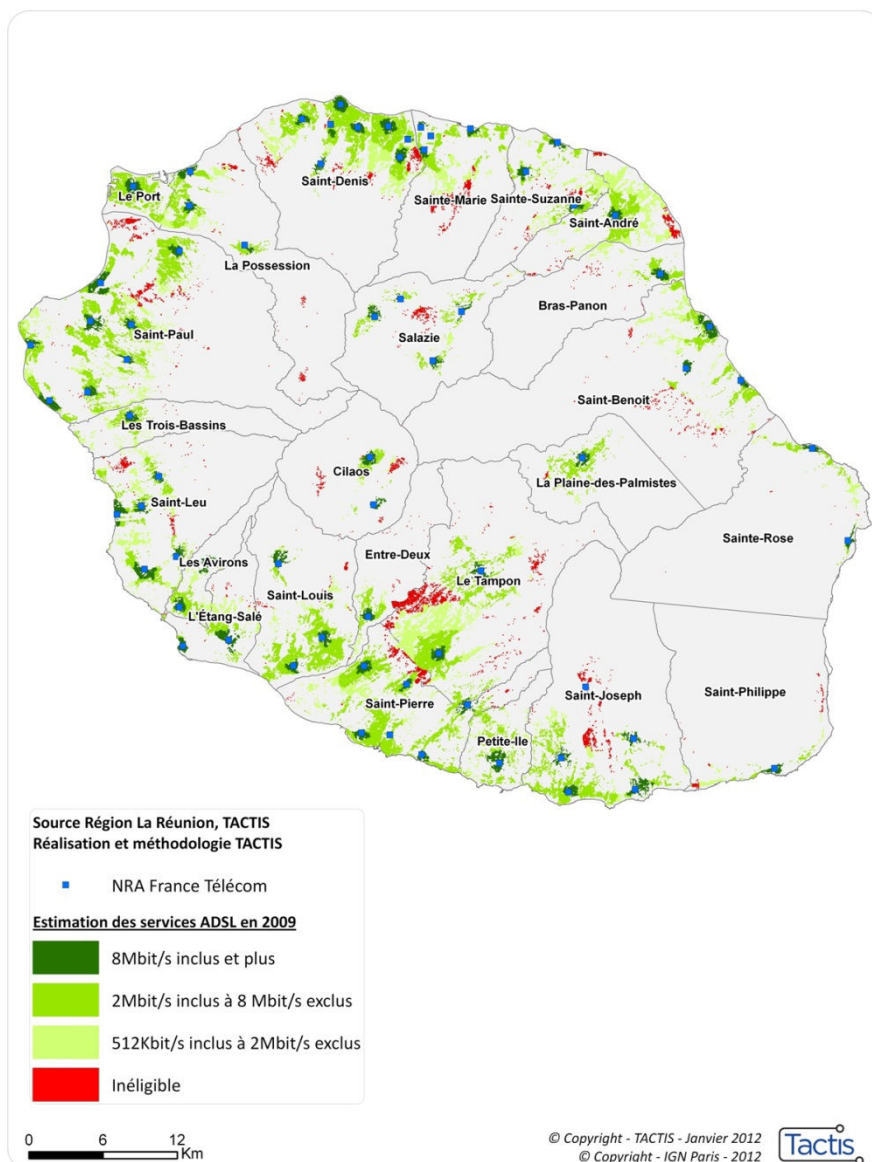 Saint-Denis
Le Port
Sainte-Marie
Sainte-Suzanne
Saint-André
La Possession
Bras-Panon
Salazie
Saint-Paul
Saint-Benoit
Les Trois-Bassins
Cilaos
La Plaine-des-Palmistes
Saint-Leu
Sainte-Rose
Entre-Deux
Les Avirons
Le Tampon
Saint-Louis
L'Étang-Salé
Saint-Joseph
Saint-Philippe
Saint-Pierre
Petite-Ile
Source Région La Réunion, TACTIS
Réalisation et méthodologie TACTIS
NRA France Télécom
Estimation des services ADSL en 2009
8Mbit/s inclus et plus
2Mbit/s inclus à 8 Mbit/s exclus
512Kbit/s inclus à 2Mbit/s exclus
Inéligible
0 6 12
Km
© Copyright - TACTIS - Janvier 2012
© Copyright - IGN Paris - 2012
Tactis